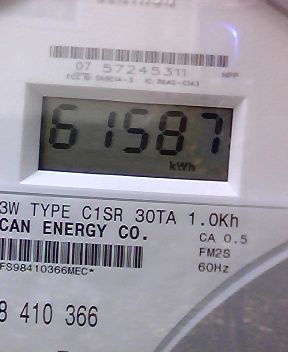 07 57245311
61587
kWh
3W TYPE C1SR 30TA 1.0Kh
CAN ENERGY CO.
CA 0.5
FM2S
60Hz
FS98410366MEC*
8 410 366